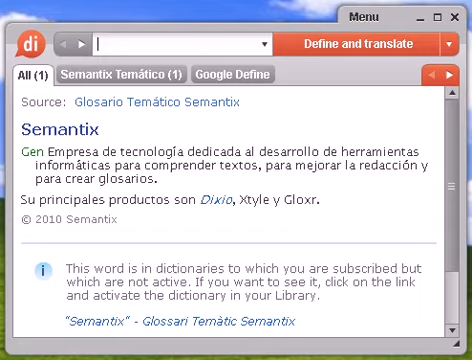 Menu
di
Define and translate
All (1)
Semantix Temático (1)
Google Define
Source: Glosario Temático Semantix
Semantix
Gen Empresa de tecnología dedicada al desarrollo de herramientas
informáticas para comprender textos, para mejorar la redacción y
para crear glosarios.
Su principales productos son Dixio, Xtyle y Gloxr.
© 2010 Semantix
This word is in dictionaries to which you are subscribed but
which are not active. If you want to see it, click on the link
and activate the dictionary in your Library.
"Semantix" - Glossari Temàtic Semantix